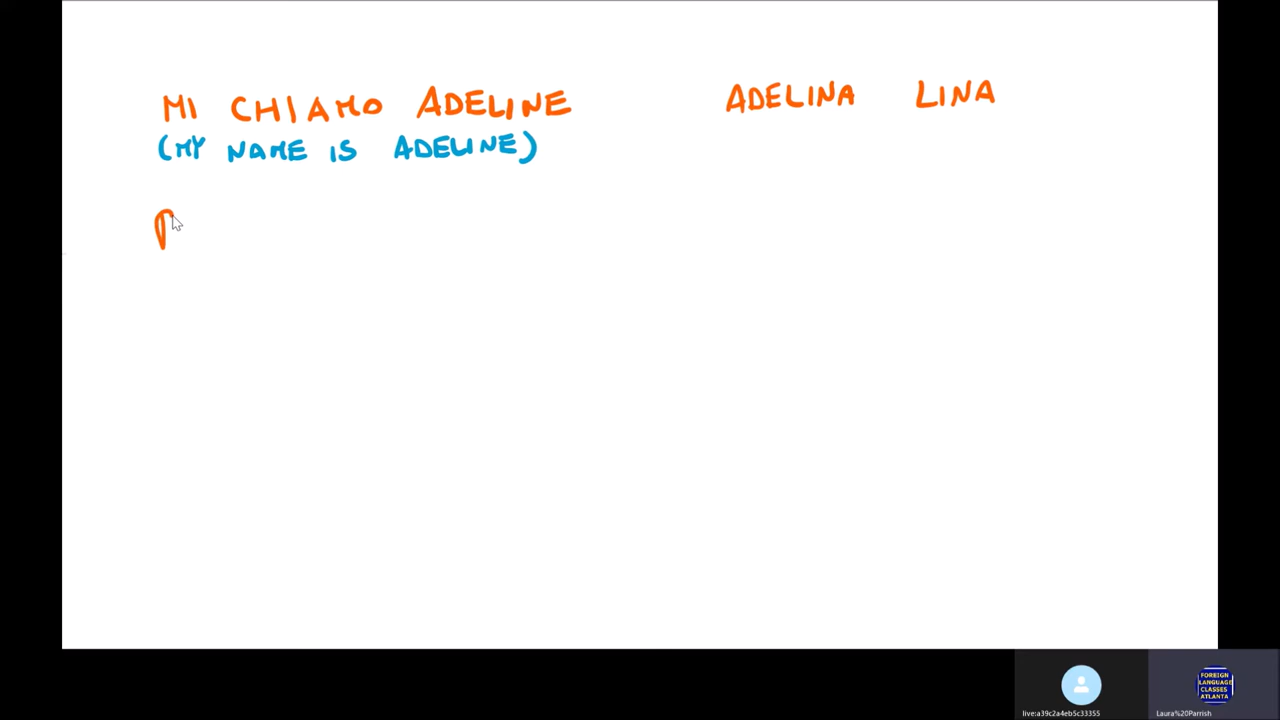 MI CHIAMO ADELINE ADELINA LINA
(MY NAME IS ADELINE)
FOREIGN
LANGUAGE
CLASSES
ATLANTA
live:a39c2a4eb5c33355 Laura%20Parrish